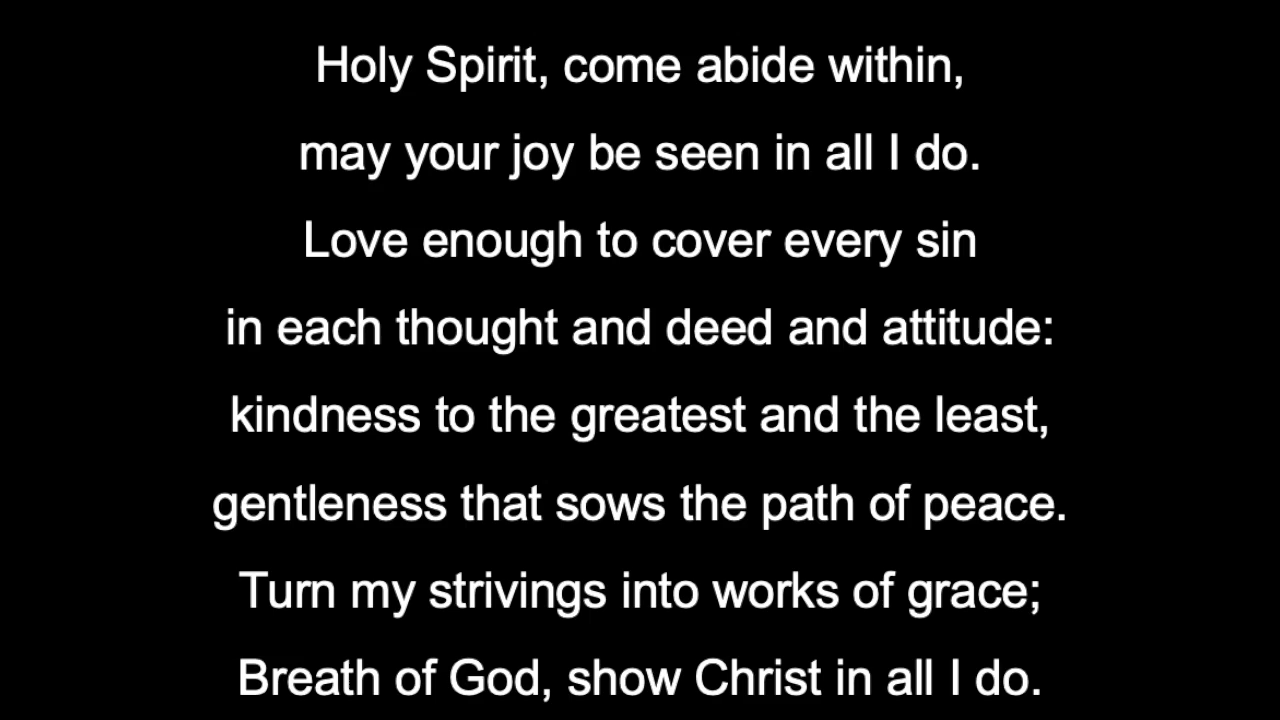 Holy Spirit, come abide within,
may your joy be seen in all I do.
Love enough to cover every sin
in each thought and deed and attitude:
kindness to the greatest and the least,
gentleness that sows the path of peace.
Turn my strivings into works of grace;
Breath of God, show Christ in all I do.